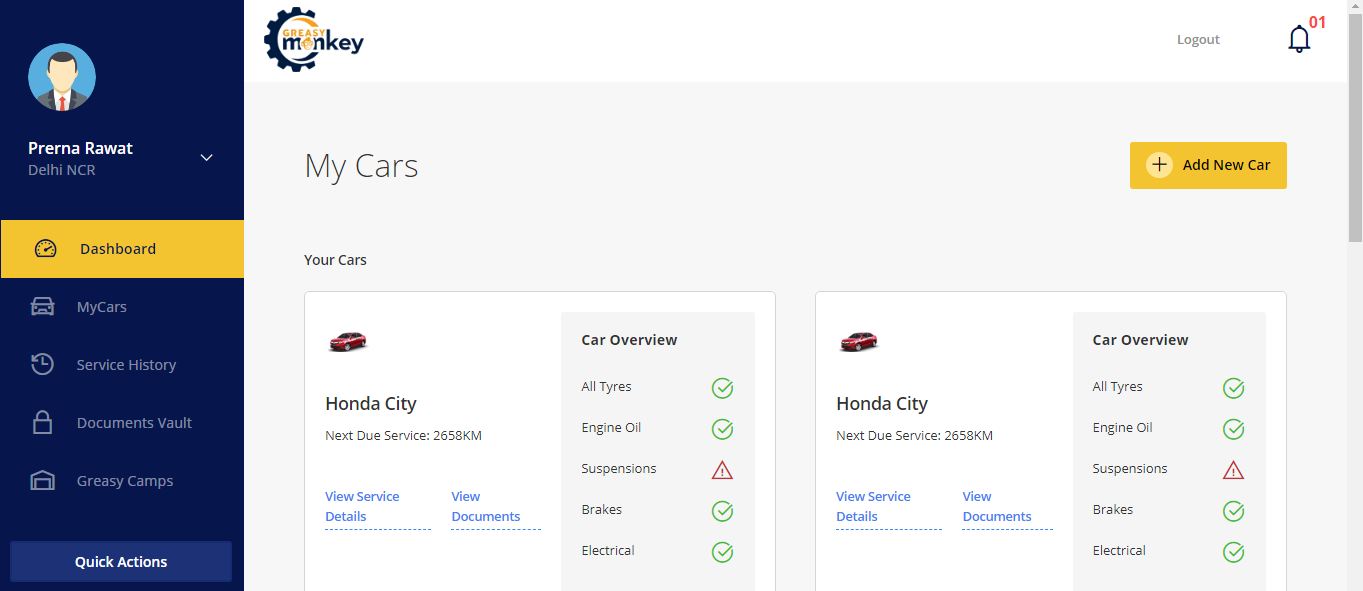 GREASY
monkey
Logout
01
Prerna Rawat
Delhi NCR
Dashboard
MyCars
Service History
Documents Vault
Greasy Camps
Quick Actions
My Cars
Add New Car
Your Cars
Honda City
Next Due Service: 2658KM
View Service
Details
View
Documents
Car Overview
All Tyres
Engine Oil
Suspensions
Brakes
Electrical
Honda City
Next Due Service: 2658KM
View Service
Details
View
Documents
Car Overview
All Tyres
Engine Oil
Suspensions
Brakes
Electrical